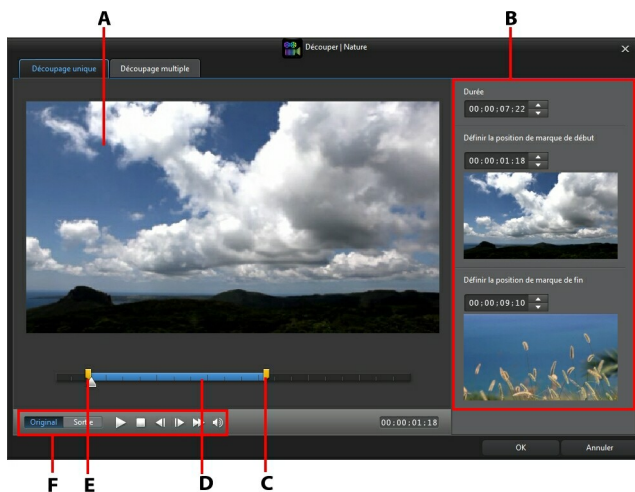 A
B
Découper | Nature
Découpage unique
Découpage multiple
Durée
00:00:07:22
Définir la position de marque de début
00:00:01:18
Définir la position de marque de fin
00:00:09:10
Original
Sortie
00:00:01:18
OK
Annuler
F
E
D
C